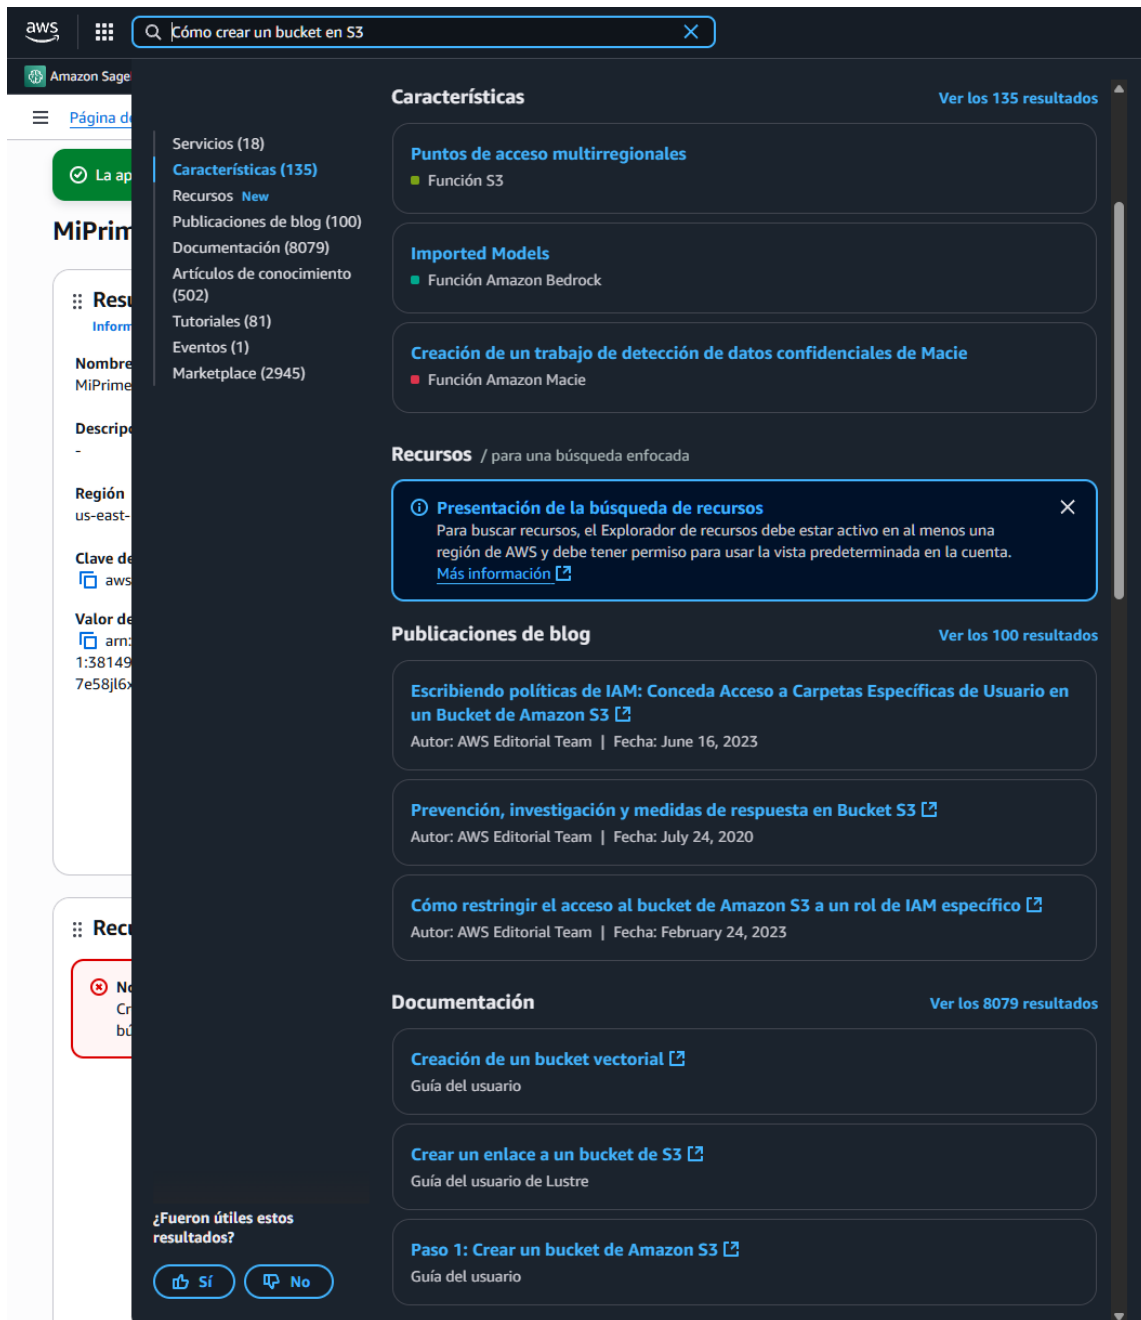 aws
Cómo crear un bucket en S3
Amazon Sage
Página de
La ap
MiPrim
Resu
Inform
Nombre
MiPrime
Descripc
-
Región
us-east-
Clave de
aws
Valor de
arn:
1:38149
7e58jl6x
Recu
No
Cr
bú
Servicios (18)
Características (135)
Recursos New
Publicaciones de blog (100)
Documentación (8079)
Artículos de conocimiento
(502)
Tutoriales (81)
Eventos (1)
Marketplace (2945)
¿Fueron útiles estos
resultados?
Sí
No
Características
Ver los 135 resultados
Puntos de acceso multirregionales
Función S3
Imported Models
Función Amazon Bedrock
Creación de un trabajo de detección de datos confidenciales de Macie
Función Amazon Macie
Recursos / para una búsqueda enfocada
Presentación de la búsqueda de recursos
Para buscar recursos, el Explorador de recursos debe estar activo en al menos una
región de AWS y debe tener permiso para usar la vista predeterminada en la cuenta.
Más información
Publicaciones de blog
Ver los 100 resultados
Escribiendo políticas de IAM: Conceda Acceso a Carpetas Específicas de Usuario en
un Bucket de Amazon S3
Autor: AWS Editorial Team | Fecha: June 16, 2023
Prevención, investigación y medidas de respuesta en Bucket S3
Autor: AWS Editorial Team | Fecha: July 24, 2020
Cómo restringir el acceso al bucket de Amazon S3 a un rol de IAM específico
Autor: AWS Editorial Team | Fecha: February 24, 2023
Documentación
Ver los 8079 resultados
Creación de un bucket vectorial
Guía del usuario
Crear un enlace a un bucket de S3
Guía del usuario de Lustre
Paso 1: Crear un bucket de Amazon S3
Guía del usuario